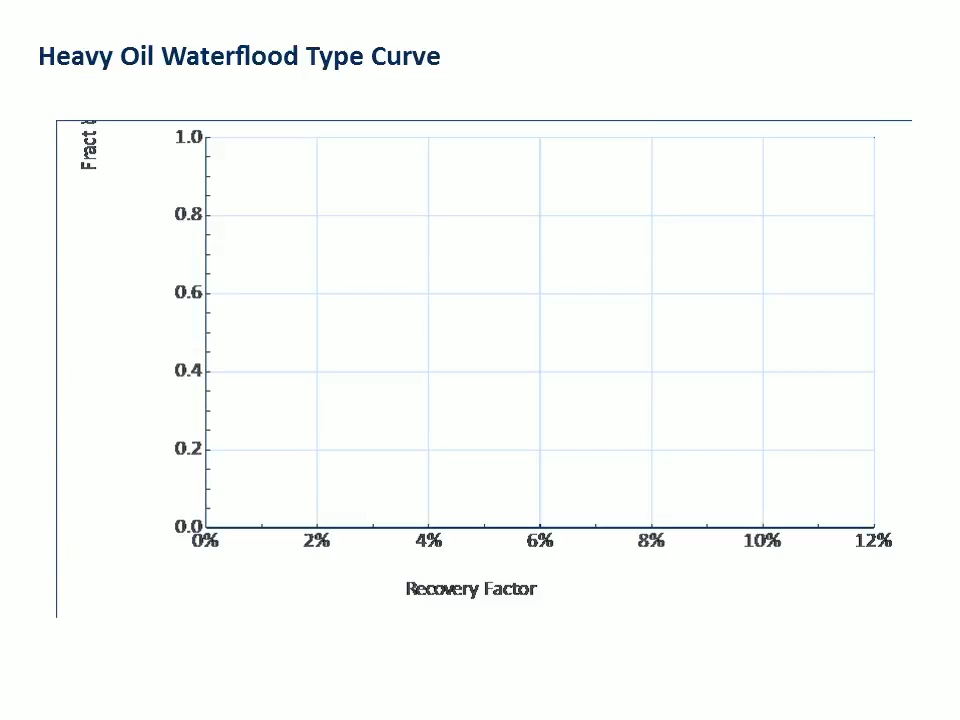 Heavy Oil Waterflood Type Curve
Fract
1.0
0.8
0.6
0.4
0.2
0.0
0% 2% 4% 6% 8% 10% 12%
Recovery Factor